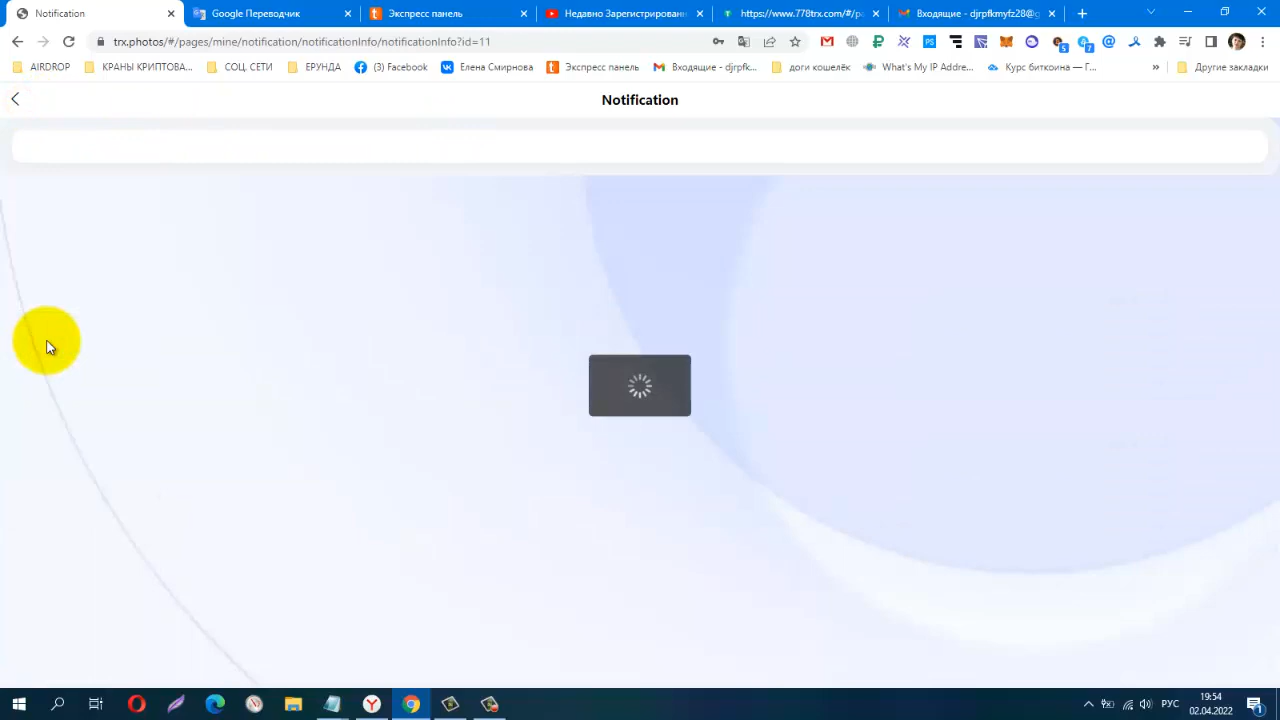 Notification
Google Переводчик
Экспресс панель
Недавно Зарегистрирован
https://www.778trx.com/#/p
Входящие - djrpfkmyfz28@g
trx.photos/#/pages/mine/notification/notificationInfo/notificationInfo?id=11
AIRDROP
КРАНЫ КРИПТОВА...
СОЦ. СЕТИ
ЕРУНДА
(3) Facebook
Елена Смирнова
Экспресс панель
Входящие - djrpfk...
доги кошелёк
What's My IP Addre...
Курс биткоина — Г...
»
Другие закладки
Notification
РУС
19:54
02.04.2022